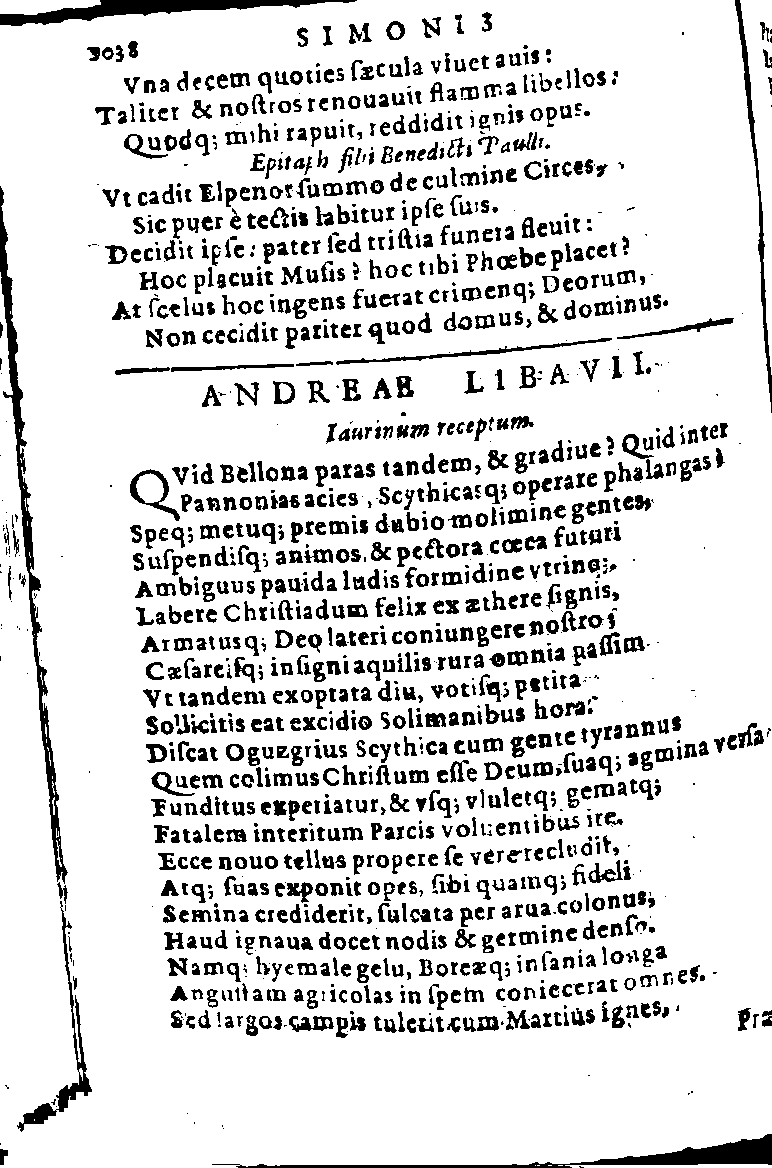 3038 SIMONIS
Vna decem quoties ſæcula viuet auis:
Taliter & noſtros renouauit flamma libellos:
Quodq; mihi rapuit, reddidit ignis opus.
Epitaph filii Benedicti Paulli.
Vt cadit Elpenor ſummo de culmine Circes,
Sic puer è tectis labitur ipſe ſuis.
Decidit ipſe: pater ſed triſtia funera fleuit:
Hoc placuit Muſis? hoc tibi Phœbe placet?
At ſcelus hoc ingens fuerat crimenq; Deorum,
Non cecidit pariter quod domus, & dominus.
ANDREAE LIBAVII.
Iaurinum receptum.
QVid Bellona paras tandem, & gradiue? Quid inter
Pannonias acies, Scythicasq; operare phalangas?
Speq; metuq; premis dubio molimine gentes,
Suſpendiſq; animos, & pectora cœca futuri
Ambiguus pauida ludis formidine vtrinq;.
Labere Chriſtiadum felix ex æthere ſignis,
Armatusq; Deo lateri coniungere noſtro;
Cæſareiſq; inſigni aquilis rura omnia paſſim
Vt tandem exoptata diu, votiſq; petita
Sollicitis eat excidio Solimanibus hora.
Diſcat Oguzgrius Scythica cum gente tyrannus
Quem colimus Chriſtum eſſe Deum, ſuaq; agmina verſa
Funditus experiatur, & vſq; vluletq; gematq;
Fatalem interitum Parcis voluentibus ire.
Ecce nouo tellus propere ſe vere recludit,
Atq; ſuas exponit opes, ſibi quamq; fideli
Semina crediderit, ſulcata per arua colonus,
Haud ignaua docet nodis & germine denſo.
Namq; hyemale gelu, Boreæq; inſania longa
Anguſtam agricolas in ſpem coniecerat omnes.
Sed largos campis tulerit cum Martius ignes,
Præ